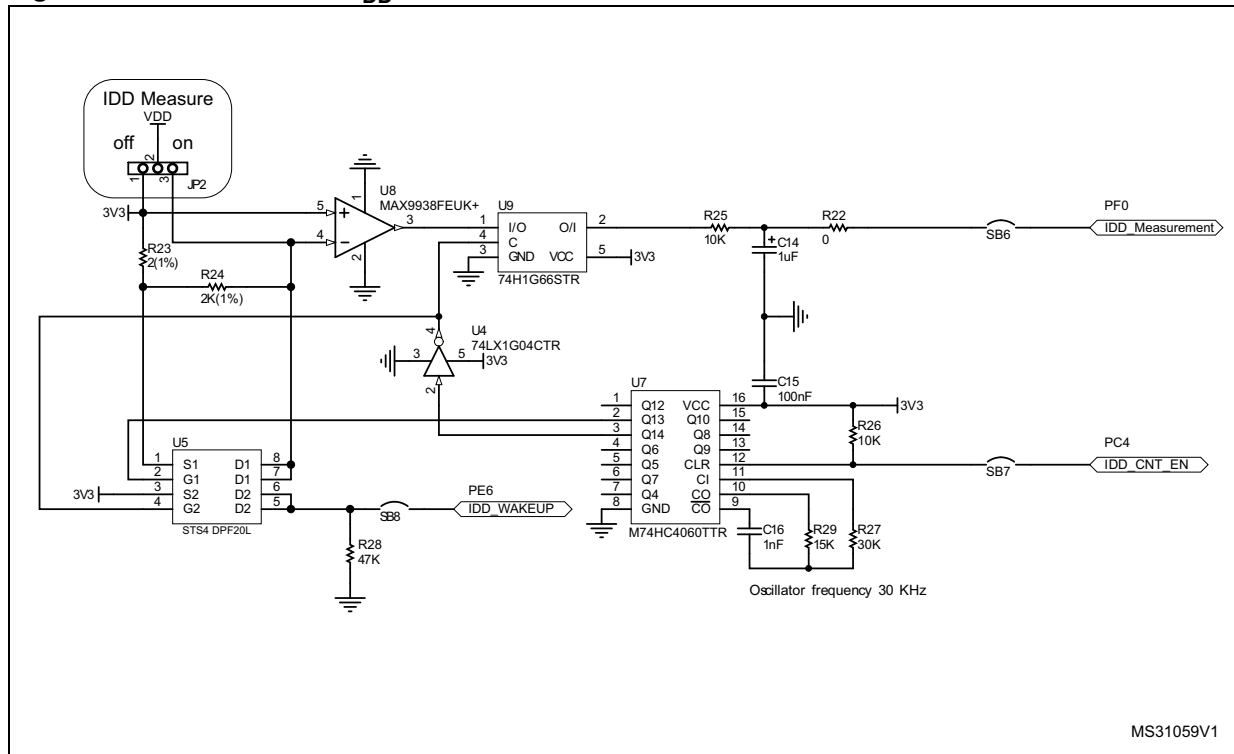 DD
IDD Measure
VDD
off on
2
1 3
JP2
3V3
R23
2(1%)
R24
2K(1%)
5
4
+
-
1
2
3
U8
MAX9938FEUK+
U9
1 I/O O/I 2
4 C
3 GND VCC 5
3V3
74H1G66STR
R25
10K
R22
0
C14
+
1uF
SB6
PF0
IDD_Measurement
4
U4
74LX1G04CTR
3 5
3V3
2
C15
100nF
U7
1 Q12 VCC 16
2 Q13 Q10 15
3 Q14 Q8 14
4 Q6 Q9 13
5 Q5 CLR 12
6 Q7 CI 11
7 Q4 CO 10
8 GND CO 9
M74HC4060TTR
3V3
R26
10K
SB7
PC4
IDD_CNT_EN
C16
1nF
R29
15K
R27
30K
Oscillator frequency 30 KHz
U5
1 S1 D1 8
2 G1 D1 7
3V3
3 S2 D2 6
4 G2 D2 5
STS4 DPF20L
SB8
PE6
IDD_WAKEUP
R28
47K
MS31059V1